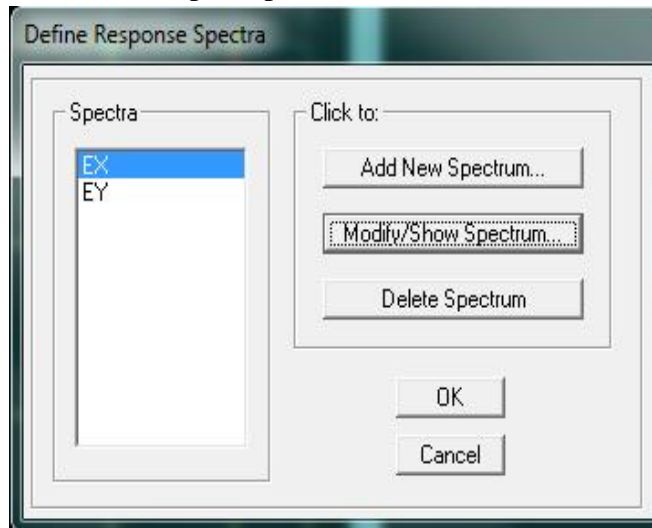 Define Response Spectra
Spectra
EX
EY
Click to:
Add New Spectrum...
Modify/Show Spectrum...
Delete Spectrum
OK
Cancel